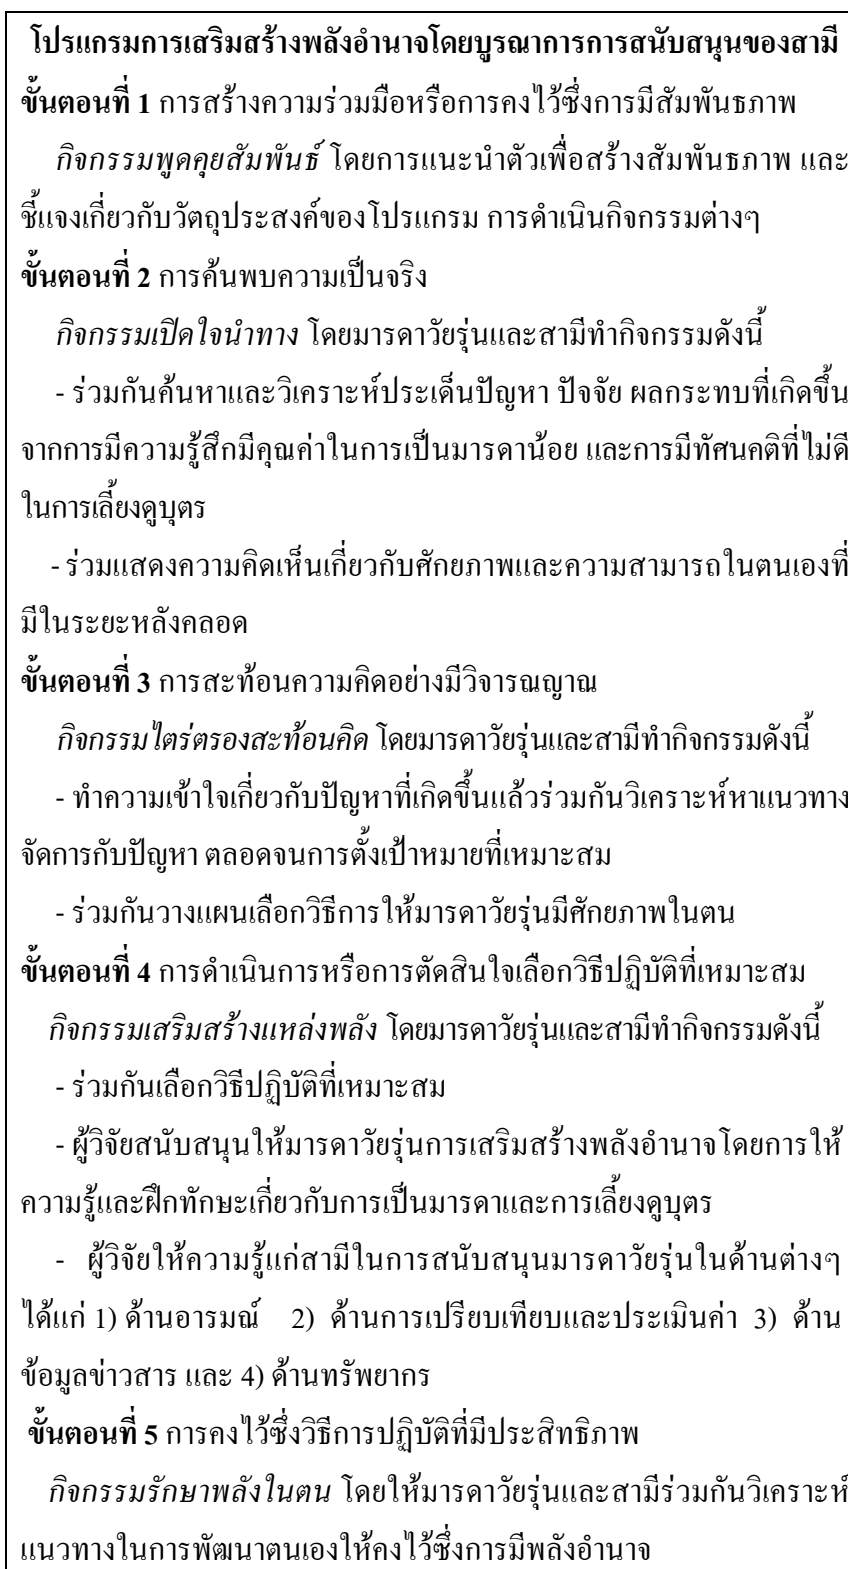 โปรแกรมการเสริมสร้างพลังอำนาจโดยบูรณาการการสนับสนุนของสามี
ขั้นตอนที่ 1 การสร้างความร่วมมือหรือการคงไว้ซึ่งการมีสัมพันธภาพ
กิจกรรมพูดคุยสัมพันธ์ โดยการแนะนำตัวเพื่อสร้างสัมพันธภาพ และ
ชี้แจงเกี่ยวกับวัตถุประสงค์ของโปรแกรม การดำเนินกิจกรรมต่างๆ
ขั้นตอนที่ 2 การค้นพบความเป็นจริง
กิจกรรมเปิดใจนำทาง โดยมารดาวัยรุ่นและสามีทำกิจกรรมดังนี้
- ร่วมกันค้นหาและวิเคราะห์ประเด็นปัญหา ปัจจัย ผลกระทบที่เกิดขึ้น
จากการมีความรู้สึกมีคุณค่าในการเป็นมารดาน้อย และการมีทัศนคติที่ไม่ดี
ในการเลี้ยงดูบุตร
- ร่วมแสดงความคิดเห็นเกี่ยวกับศักยภาพและความสามารถในตนเองที่
มีในระยะหลังคลอด
ขั้นตอนที่ 3 การสะท้อนความคิดอย่างมีวิจารณญาณ
กิจกรรมไตร่ตรองสะท้อนคิด โดยมารดาวัยรุ่นและสามีทำกิจกรรมดังนี้
- ทำความเข้าใจเกี่ยวกับปัญหาที่เกิดขึ้นแล้วร่วมกันวิเคราะห์หาแนวทาง
จัดการกับปัญหา ตลอดจนการตั้งเป้าหมายที่เหมาะสม
- ร่วมกันวางแผนเลือกวิธีการให้มารดาวัยรุ่นมีศักยภาพในตน
ขั้นตอนที่ 4 การดำเนินการหรือการตัดสินใจเลือกวิธีปฏิบัติที่เหมาะสม
กิจกรรมเสริมสร้างแหล่งพลัง โดยมารดาวัยรุ่นและสามีทำกิจกรรมดังนี้
- ร่วมกันเลือกวิธีปฏิบัติที่เหมาะสม
- ผู้วิจัยสนับสนุนให้มารดาวัยรุ่นการเสริมสร้างพลังอำนาจโดยการให้
ความรู้และฝึกทักษะเกี่ยวกับการเป็นมารดาและการเลี้ยงดูบุตร
- ผู้วิจัยให้ความรู้แก่สามีในการสนับสนุนมารดาวัยรุ่นในด้านต่างๆ
ได้แก่ 1) ด้านอารมณ์ 2) ด้านการเปรียบเทียบและประเมินค่า 3) ด้าน
ข้อมูลข่าวสาร และ 4) ด้านทรัพยากร
ขั้นตอนที่ 5 การคงไว้ซึ่งวิธีการปฏิบัติที่มีประสิทธิภาพ
กิจกรรมรักษาพลังในตน โดยให้มารดาวัยรุ่นและสามีร่วมกันวิเคราะห์
แนวทางในการพัฒนาตนเองให้คงไว้ซึ่งการมีพลังอำนาจ